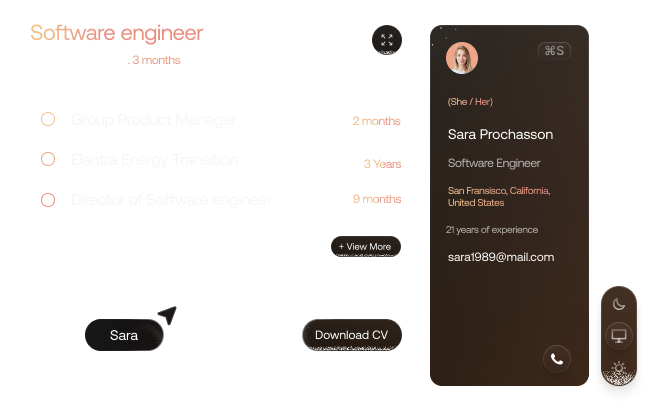 Software engineer
. 3 months
Group Product Manager
2 months
Elantra Energy Transition
3 Years
Director of Software engineer
9 months
+ View More
Sara
Download CV
⌘S
(She / Her)
Sara Prochasson
Software Engineer
San Fransisco, California,
United States
21 years of experience
sara1989@mail.com